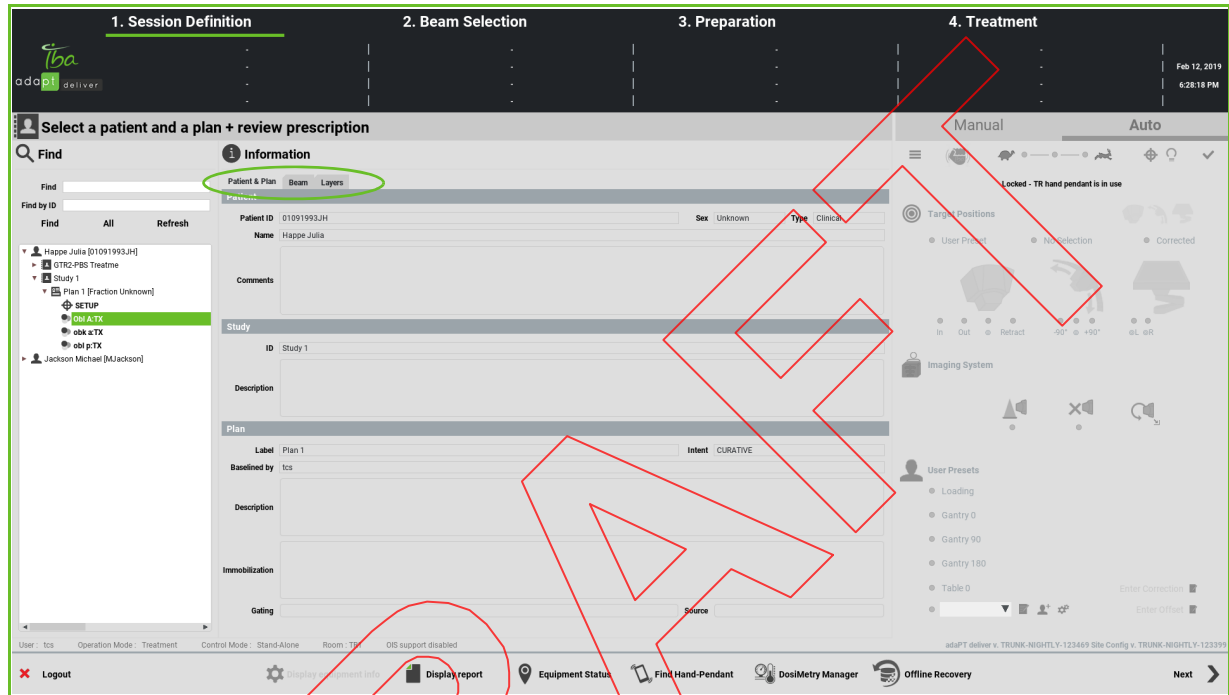 1. Session Definition
2. Beam Selection
3. Preparation
4. Treatment
iba
adapt deliver
Feb 12, 2019
6:28:18 PM
Select a patient and a plan + review prescription
Manual
Auto
Find
Information
Locked - TR hand pendant is in use
Find
Find by ID
Find All Refresh
Happe Julia [01091993JH]
GTR2-PBS Treatme
Study 1
Plan 1 [Fraction Unknown]
SETUP
Obl A:TX
obk a:TX
obl p:TX
Jackson Michael [MJackson]
Patient & Plan Beam Layers
Patient
Patient ID 01091993JH Sex Unknown Type Clinical
Name Happe Julia
Comments
Study
ID Study 1
Description
Plan
Label Plan 1 Intent CURATIVE
Baselined by tcs
Description
Immobilization
Gating Source
Target Positions
User Preset No Selection Corrected
In Out Retract -90° +90° L R
Imaging System
User Presets
Loading
Gantry 0
Gantry 90
Gantry 180
Table 0 Enter Correction
Enter Offset
User : tcs Operation Mode : Treatment Control Mode : Stand-Alone Room : TR1 OIS support disabled
adaPT deliver v. TRUNK-NIGHTLY-123469 Site Config v. TRUNK-NIGHTLY-123399
Logout Display equipment info Display report Equipment Status Find Hand-Pendant DosiMetry Manager Offline Recovery Next